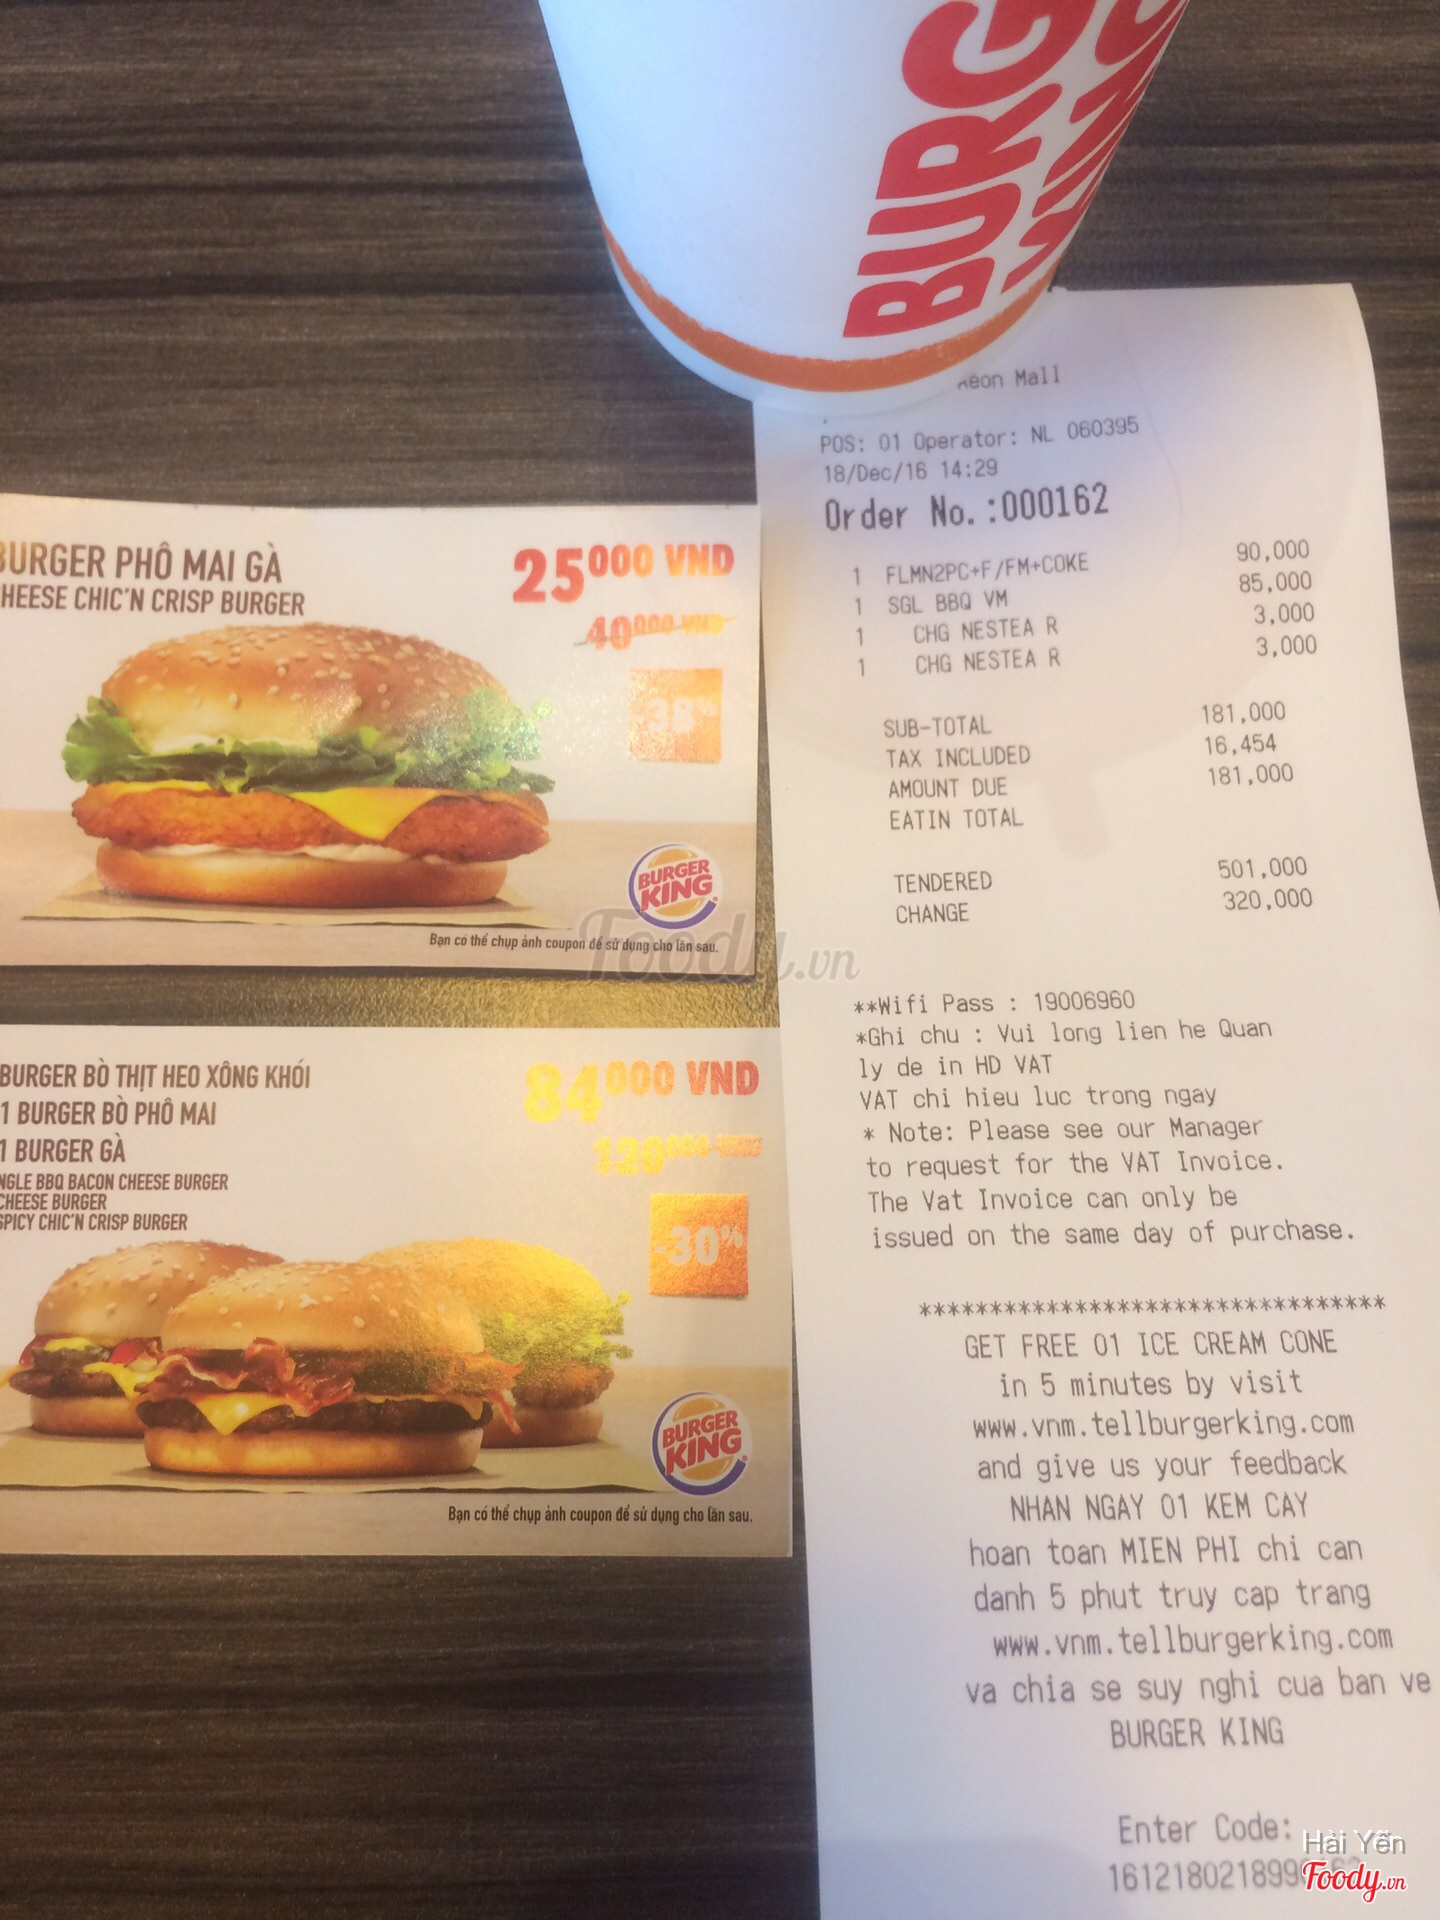 BURG
KING
Aeon Mall
POS: 01 Operator: NL 060395
18/Dec/16 14:29
Order No.:000162
1 FLMN2PC+F/FM+COKE 90,000
1 SGL BBQ VM 85,000
1 CHG NESTEA R 3,000
1 CHG NESTEA R 3,000
SUB-TOTAL 181,000
TAX INCLUDED 16,454
AMOUNT DUE 181,000
EATIN TOTAL
TENDERED 501,000
CHANGE 320,000
**Wifi Pass : 19006960
*Ghi chu : Vui long lien he Quan
ly de in HD VAT
VAT chi hieu luc trong ngay
* Note: Please see our Manager
to request for the VAT Invoice.
The Vat Invoice can only be
issued on the same day of purchase.
*********************************
GET FREE 01 ICE CREAM CONE
in 5 minutes by visit
www.vnm.tellburgerking.com
and give us your feedback
NHAN NGAY 01 KEM CAY
hoan toan MIEN PHI chi can
danh 5 phut truy cap trang
www.vnm.tellburgerking.com
va chia se suy nghi cua ban ve
BURGER KING
Enter Code:
BURGER PHÔ MAI GÀ
HEESE CHIC'N CRISP BURGER
25000 VND
40000 VND
-38%
BURGER
KING
Bạn có thể chụp ảnh coupon để sử dụng cho lần sau.
BURGER BÒ THỊT HEO XÔNG KHÓI
1 BURGER BÒ PHÔ MAI
1 BURGER GÀ
NGLE BBQ BACON CHEESE BURGER
CHEESE BURGER
SPICY CHIC'N CRISP BURGER
84000 VND
120000 VND
-30%
BURGER
KING
Bạn có thể chụp ảnh coupon để sử dụng cho lần sau.
Foody.vn
Hải Yến
Foody.vn